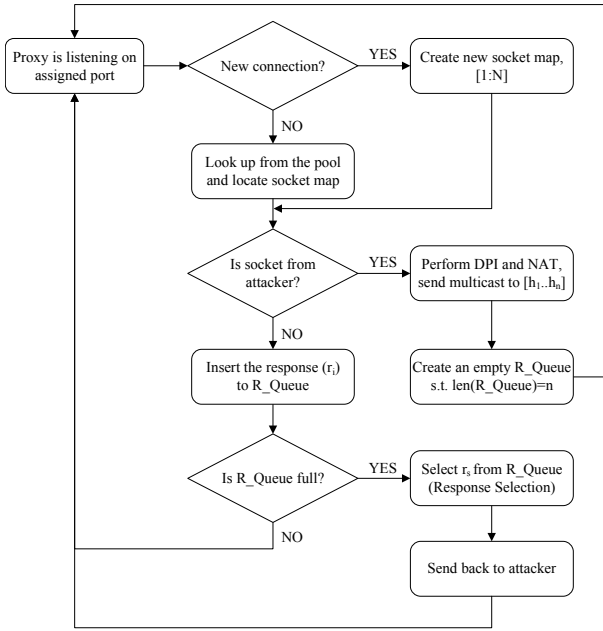 Proxy is listening on
assigned port
New connection?
YES
Create new socket map,
[1:N]
NO
Look up from the pool
and locate socket map
Is socket from
attacker?
YES
Perform DPI and NAT,
send multicast to [h₁..hₙ]
NO
Insert the response (rᵢ)
to R_Queue
Create an empty R_Queue
s.t. len(R_Queue)=n
Is R_Queue full?
YES
Select rₛ from R_Queue
(Response Selection)
NO
Send back to attacker